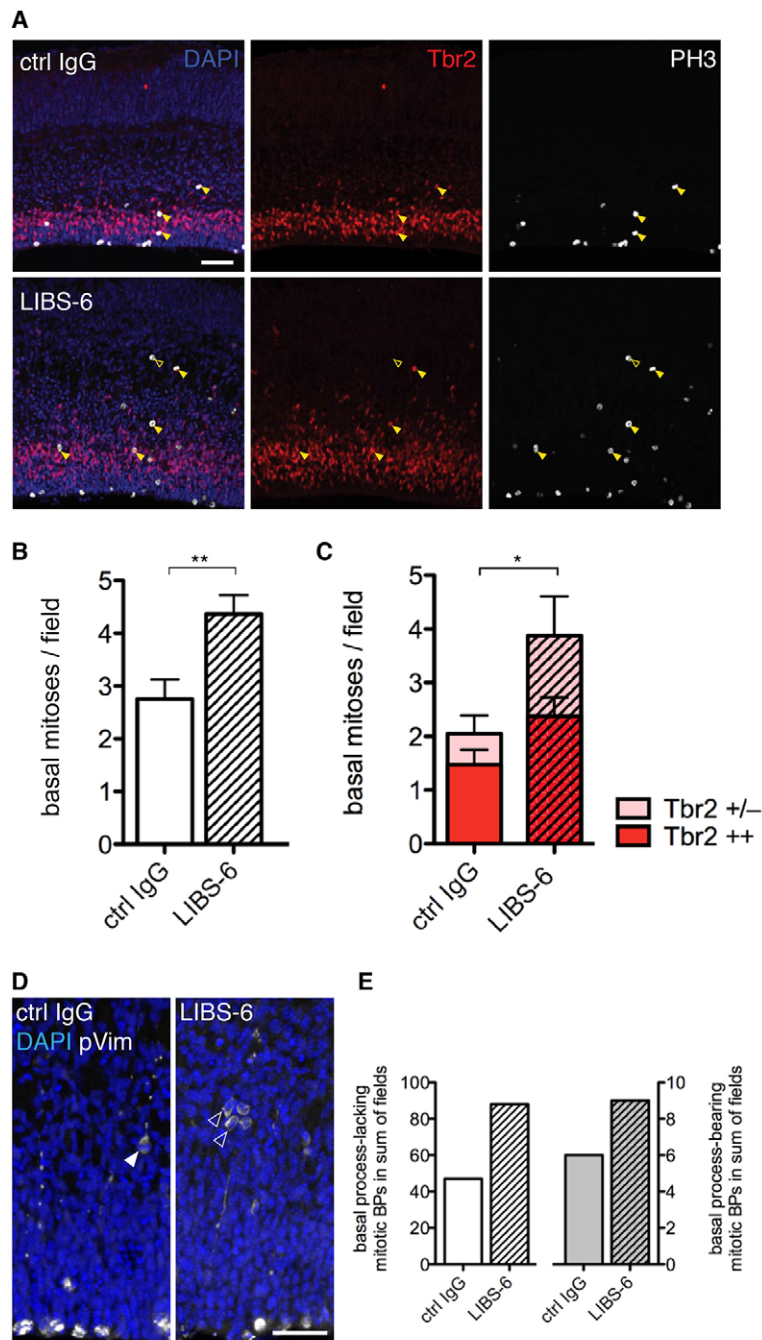 A
ctrl IgG DAPI Tbr2 PH3
LIBS-6
B
basal mitoses / field
5
4
3
2
1
0
**
ctrl IgG
LIBS-6
C
basal mitoses / field
5
4
3
2
1
0
*
ctrl IgG
LIBS-6
Tbr2 +/–
Tbr2 ++
D
ctrl IgG
DAPI pVim
LIBS-6
E
basal process-lacking
mitotic BPs in sum of fields
100
80
60
40
20
0
ctrl IgG
LIBS-6
ctrl IgG
LIBS-6
10
8
6
4
2
0
basal process-bearing
mitotic BPs in sum of fields